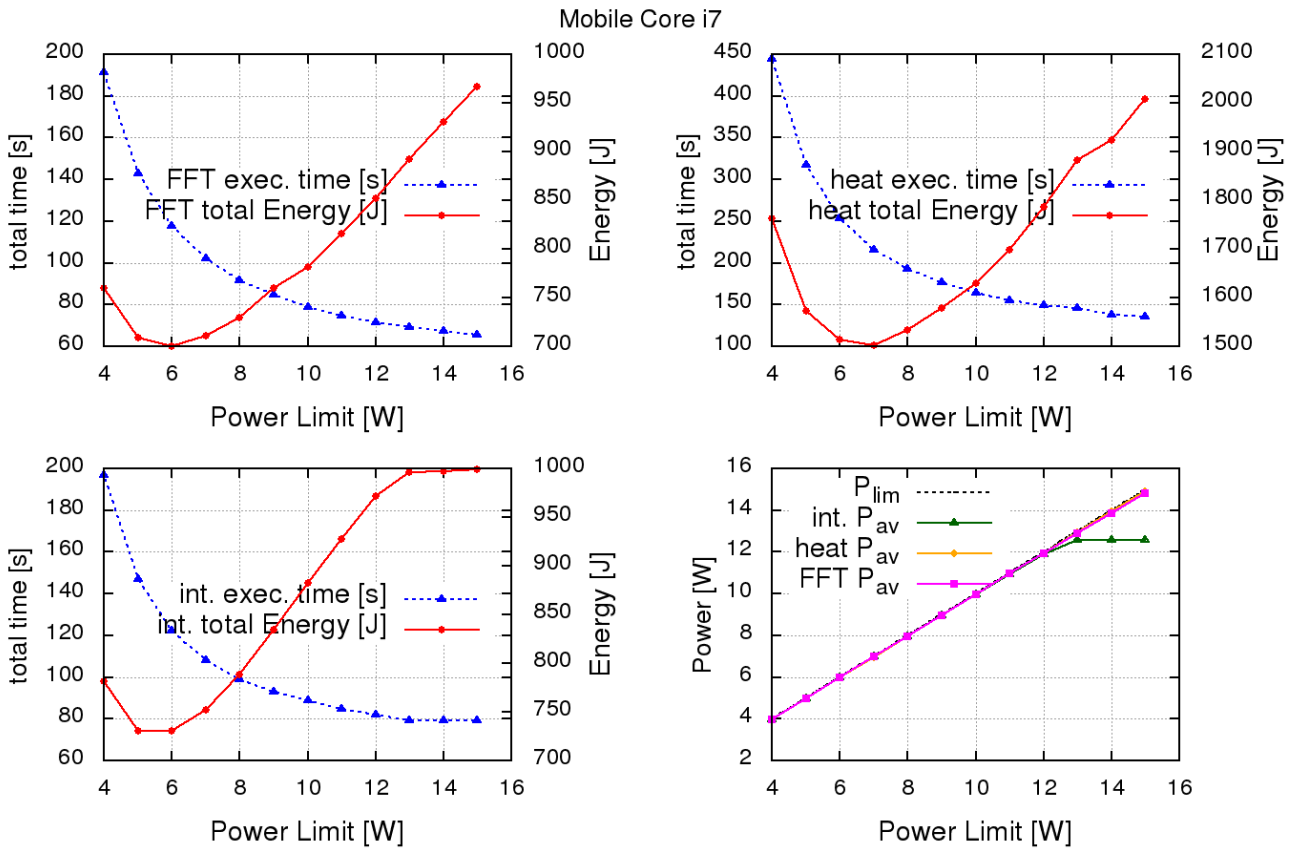 Mobile Core i7
200
180
160
140
120
100
80
60
total time [s]
1000
950
900
850
800
750
700
Energy [J]
FFT exec. time [s]
FFT total Energy [J]
4 6 8 10 12 14 16
Power Limit [W]
450
400
350
300
250
200
150
100
total time [s]
2100
2000
1900
1800
1700
1600
1500
Energy [J]
heat exec. time [s]
heat total Energy [J]
4 6 8 10 12 14 16
Power Limit [W]
200
180
160
140
120
100
80
60
total time [s]
1000
950
900
850
800
750
700
Energy [J]
int. exec. time [s]
int. total Energy [J]
4 6 8 10 12 14 16
Power Limit [W]
16
14
12
10
8
6
4
2
Power [W]
P_lim
int. P_av
heat P_av
FFT P_av
4 6 8 10 12 14 16
Power Limit [W]